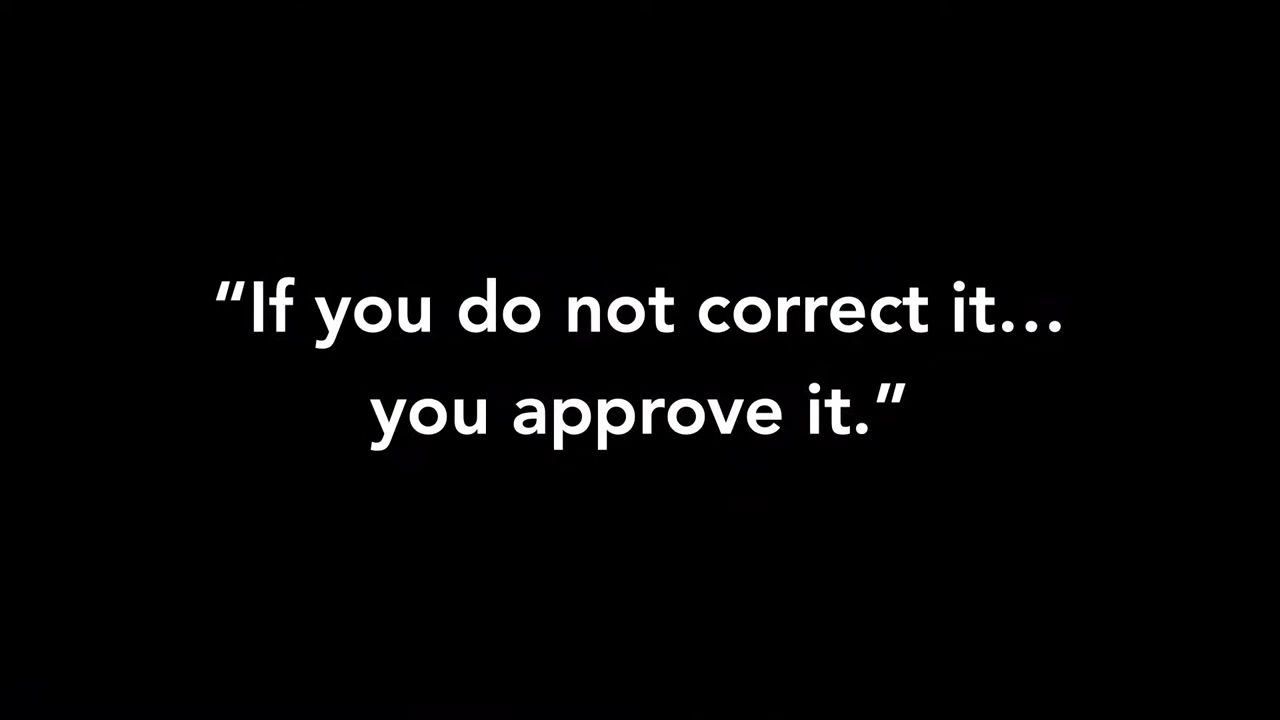 “If you do not correct it...
you approve it.”